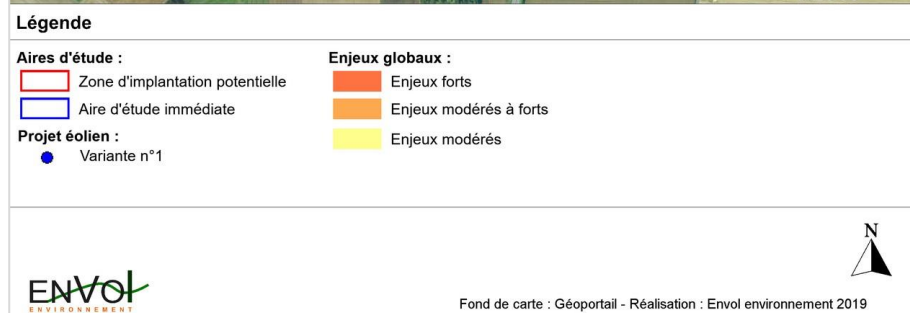 Légende
Aires d'étude :
Zone d'implantation potentielle
Aire d'étude immédiate
Projet éolien :
Variante n°1
Enjeux globaux :
Enjeux forts
Enjeux modérés à forts
Enjeux modérés
N
ENVOl
ENVIRONNEMENT
Fond de carte : Géoportail - Réalisation : Envol environnement 2019